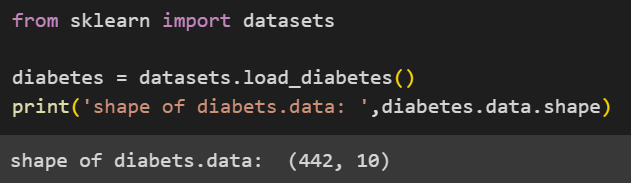 from sklearn import datasets
diabetes = datasets.load_diabetes()
print('shape of diabets.data: ',diabetes.data.shape)
shape of diabets.data:  (442, 10)